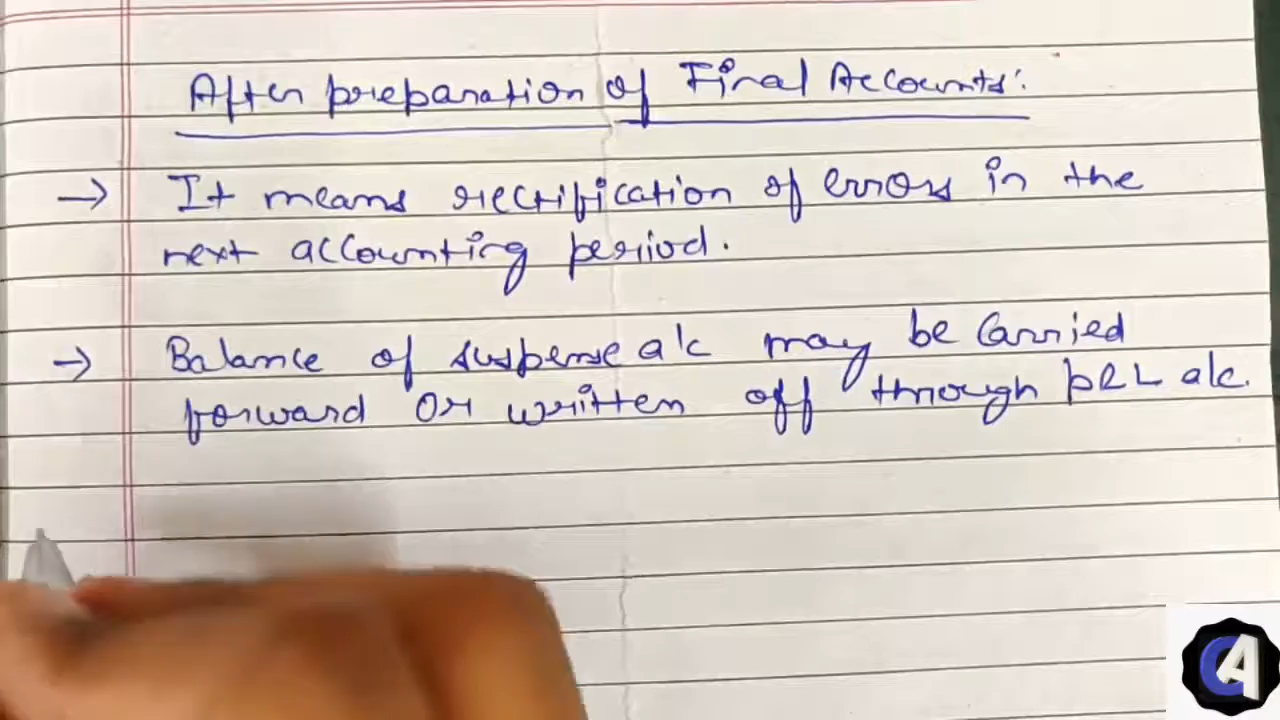 After preparation of Final Accounts:
→ It means rectification of errors in the
next accounting period.
→ Balance of suspense a/c may be carried
forward or written off through P&L a/c.
CA